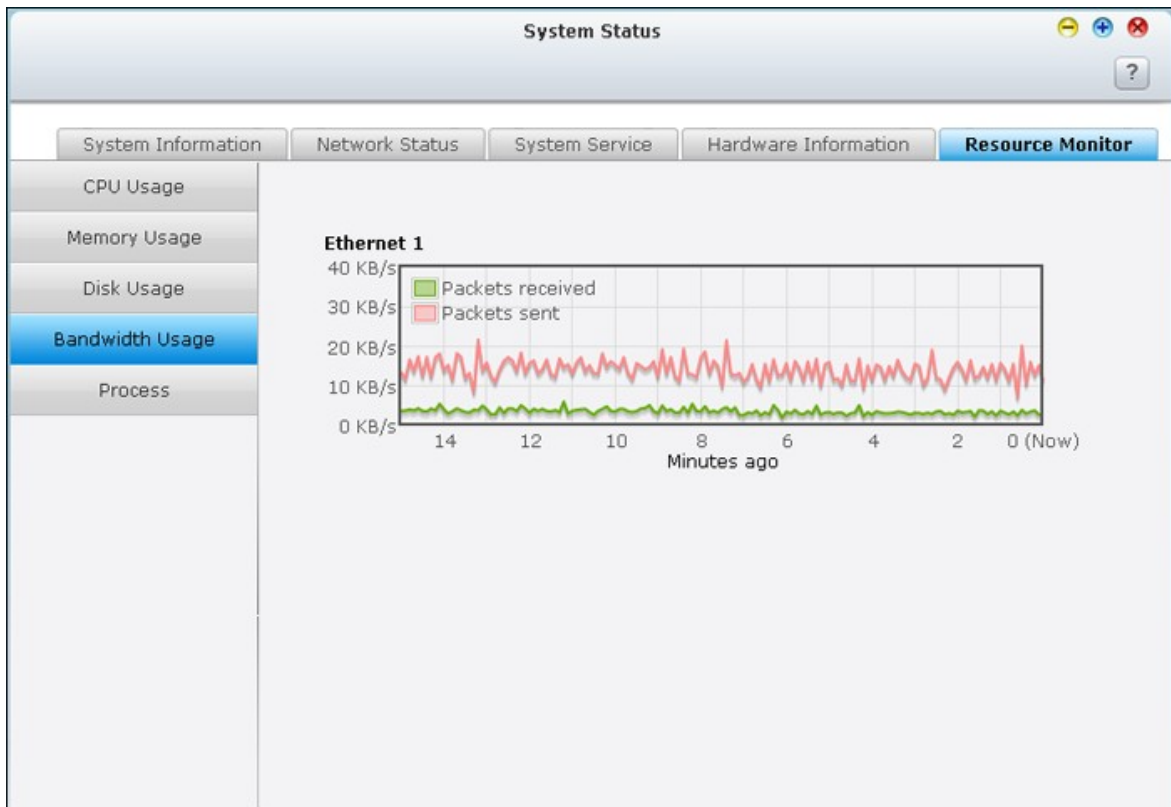 System Status
?
System Information Network Status System Service Hardware Information Resource Monitor
CPU Usage
Memory Usage
Disk Usage
Bandwidth Usage
Process
Ethernet 1
40 KB/s
30 KB/s
20 KB/s
10 KB/s
0 KB/s
Packets received
Packets sent
14 12 10 8 6 4 2 0 (Now)
Minutes ago